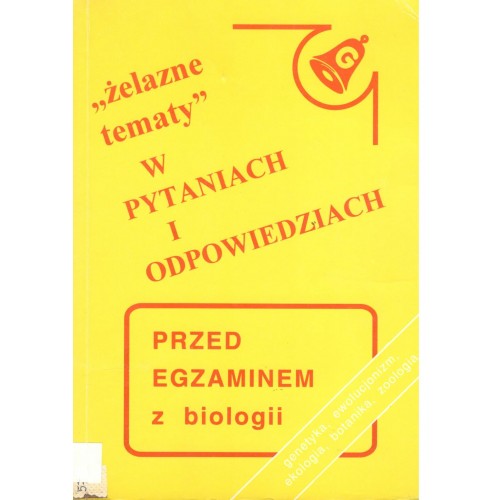 „żelazne
tematy”
W
PYTANIACH
I
ODPOWIEDZIACH
G
PRZED
EGZAMINEM
z biologii
genetyka, ewolucjonizm,
ekologia, botanika, zoologia